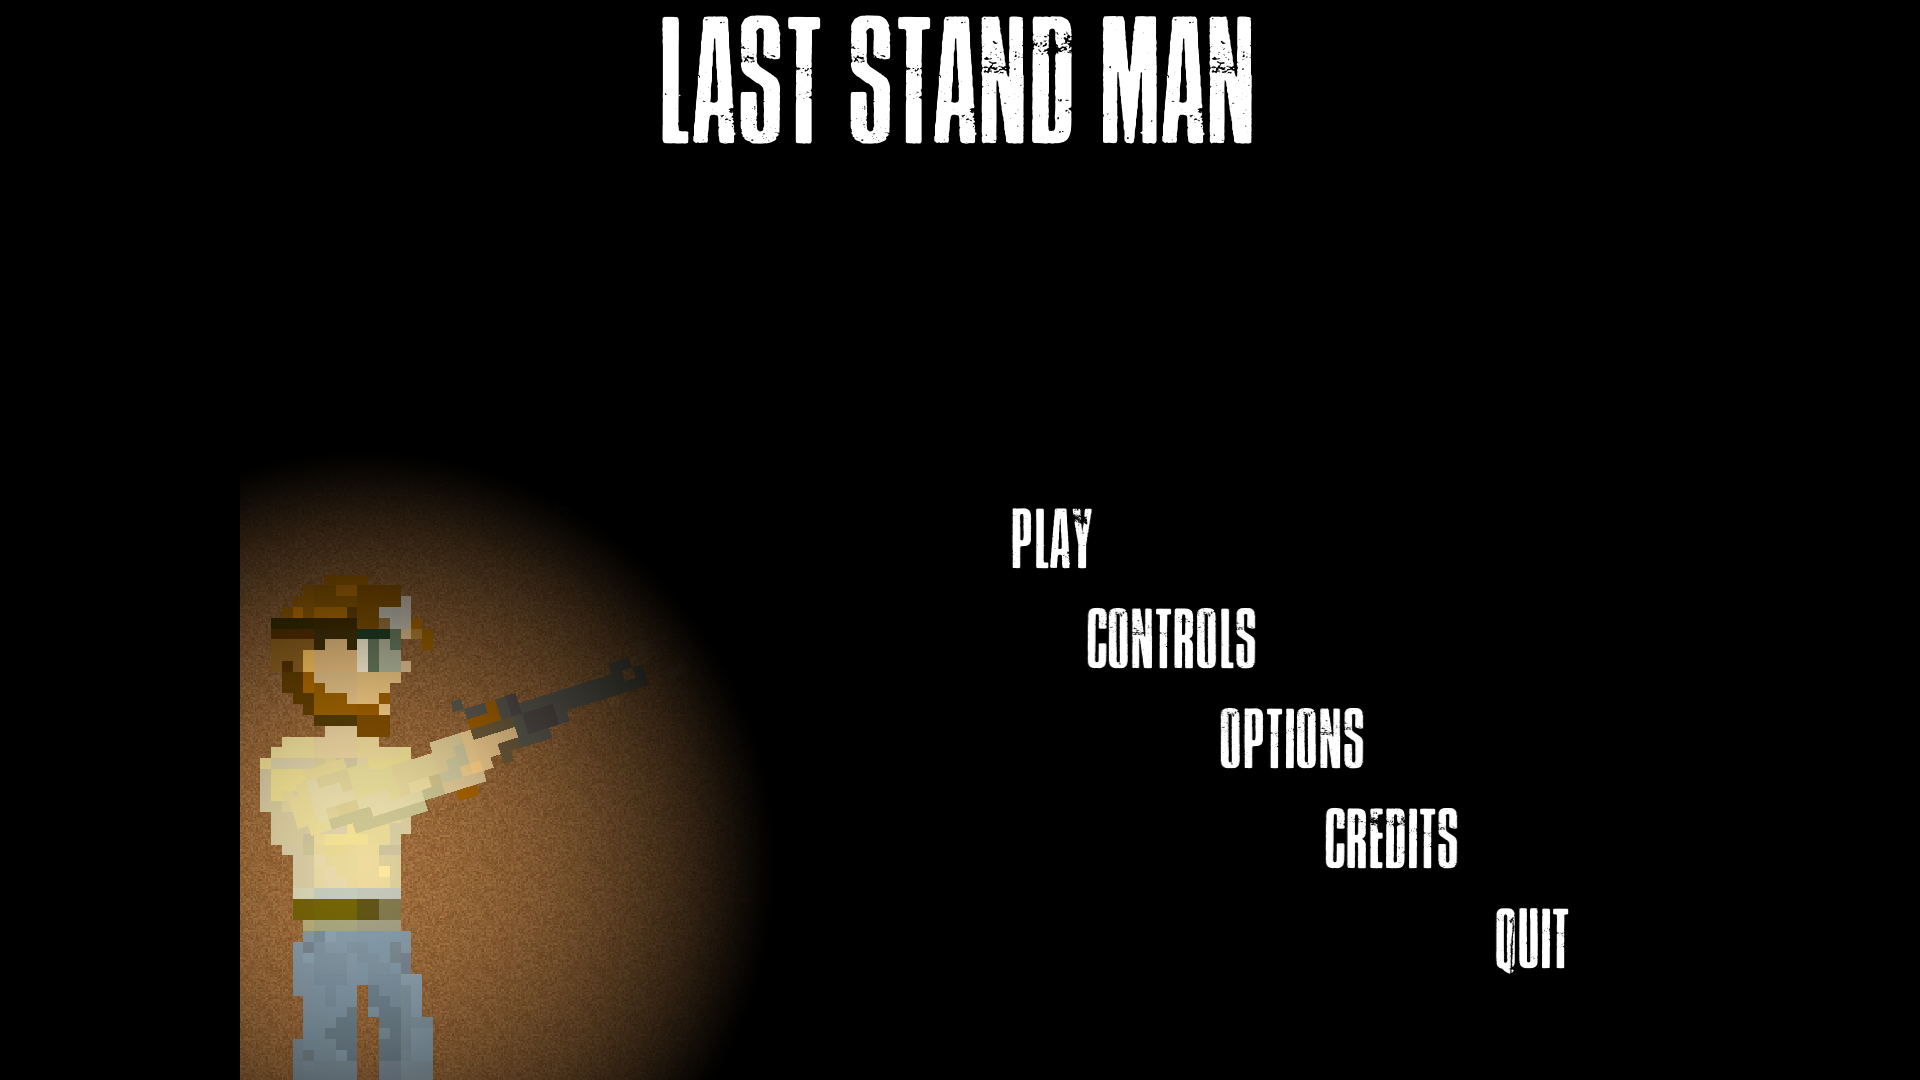 LAST STAND MAN
PLAY
CONTROLS
OPTIONS
CREDITS
QUIT